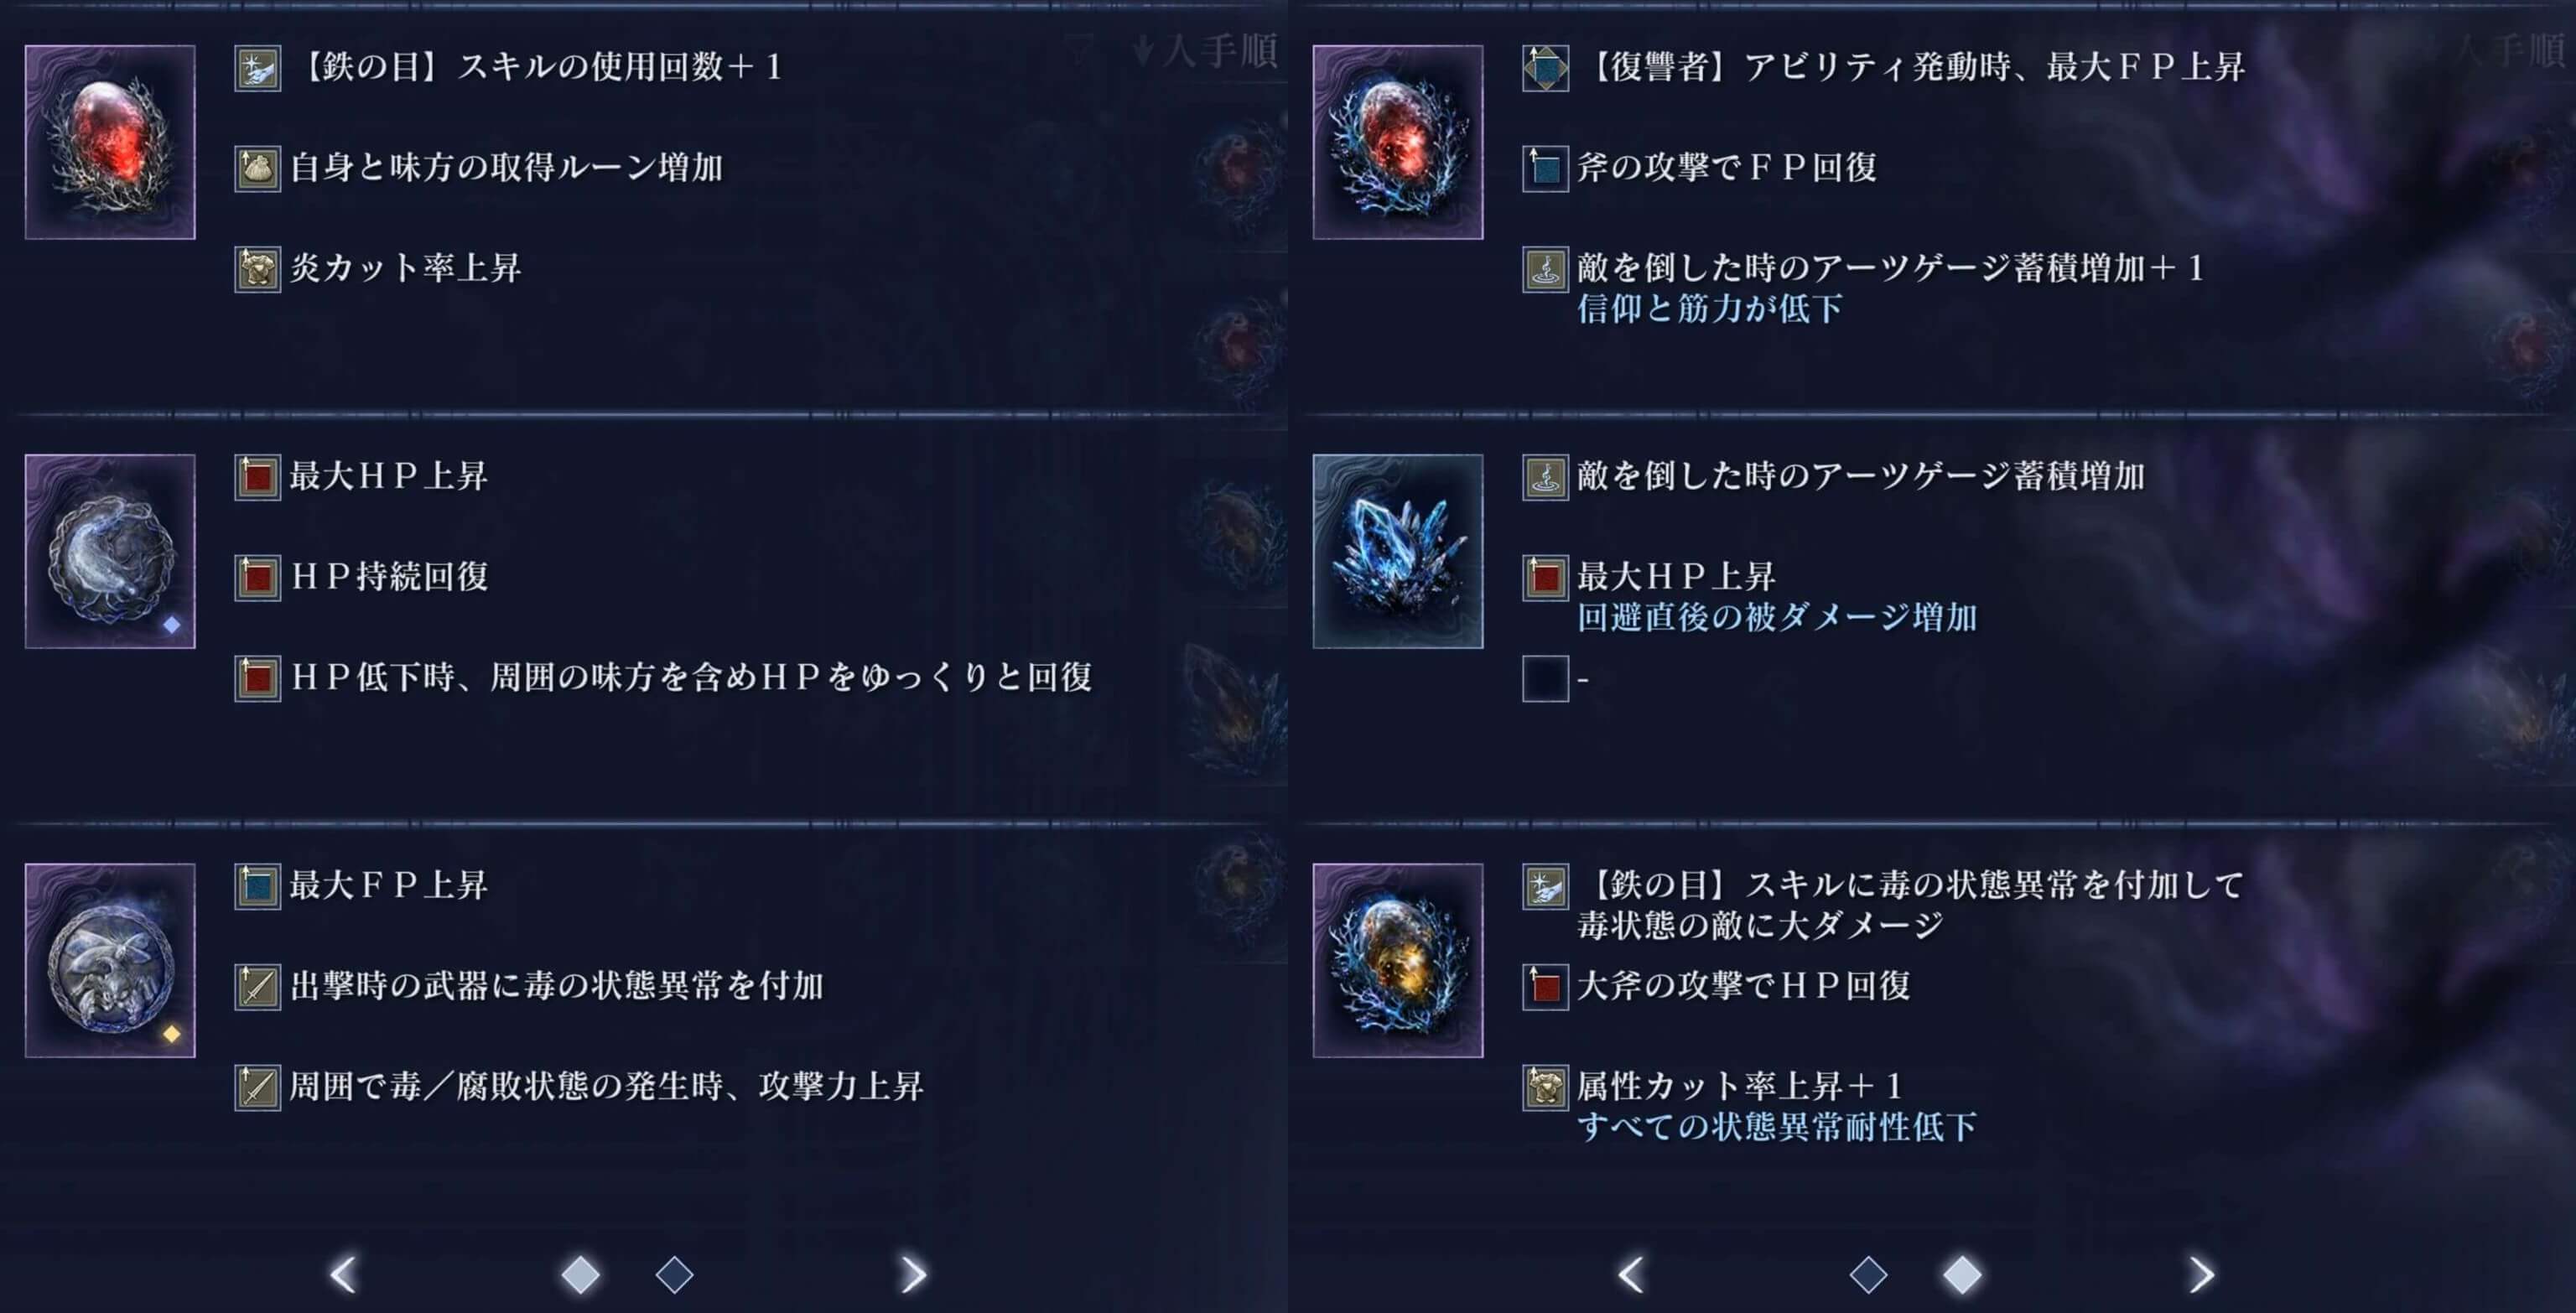 ↓入手順
【鉄の目】スキルの使用回数＋１
自身と味方の取得ルーン増加
炎カット率上昇
最大ＨＰ上昇
ＨＰ持続回復
ＨＰ低下時、周囲の味方を含めＨＰをゆっくりと回復
最大ＦＰ上昇
出撃時の武器に毒の状態異常を付加
周囲で毒／腐敗状態の発生時、攻撃力上昇
入手順
【復讐者】アビリティ発動時、最大ＦＰ上昇
斧の攻撃でＦＰ回復
敵を倒した時のアーツゲージ蓄積増加＋１
信仰と筋力が低下
敵を倒した時のアーツゲージ蓄積増加
最大ＨＰ上昇
回避直後の被ダメージ増加
-
【鉄の目】スキルに毒の状態異常を付加して
毒状態の敵に大ダメージ
大斧の攻撃でＨＰ回復
属性カット率上昇＋１
すべての状態異常耐性低下